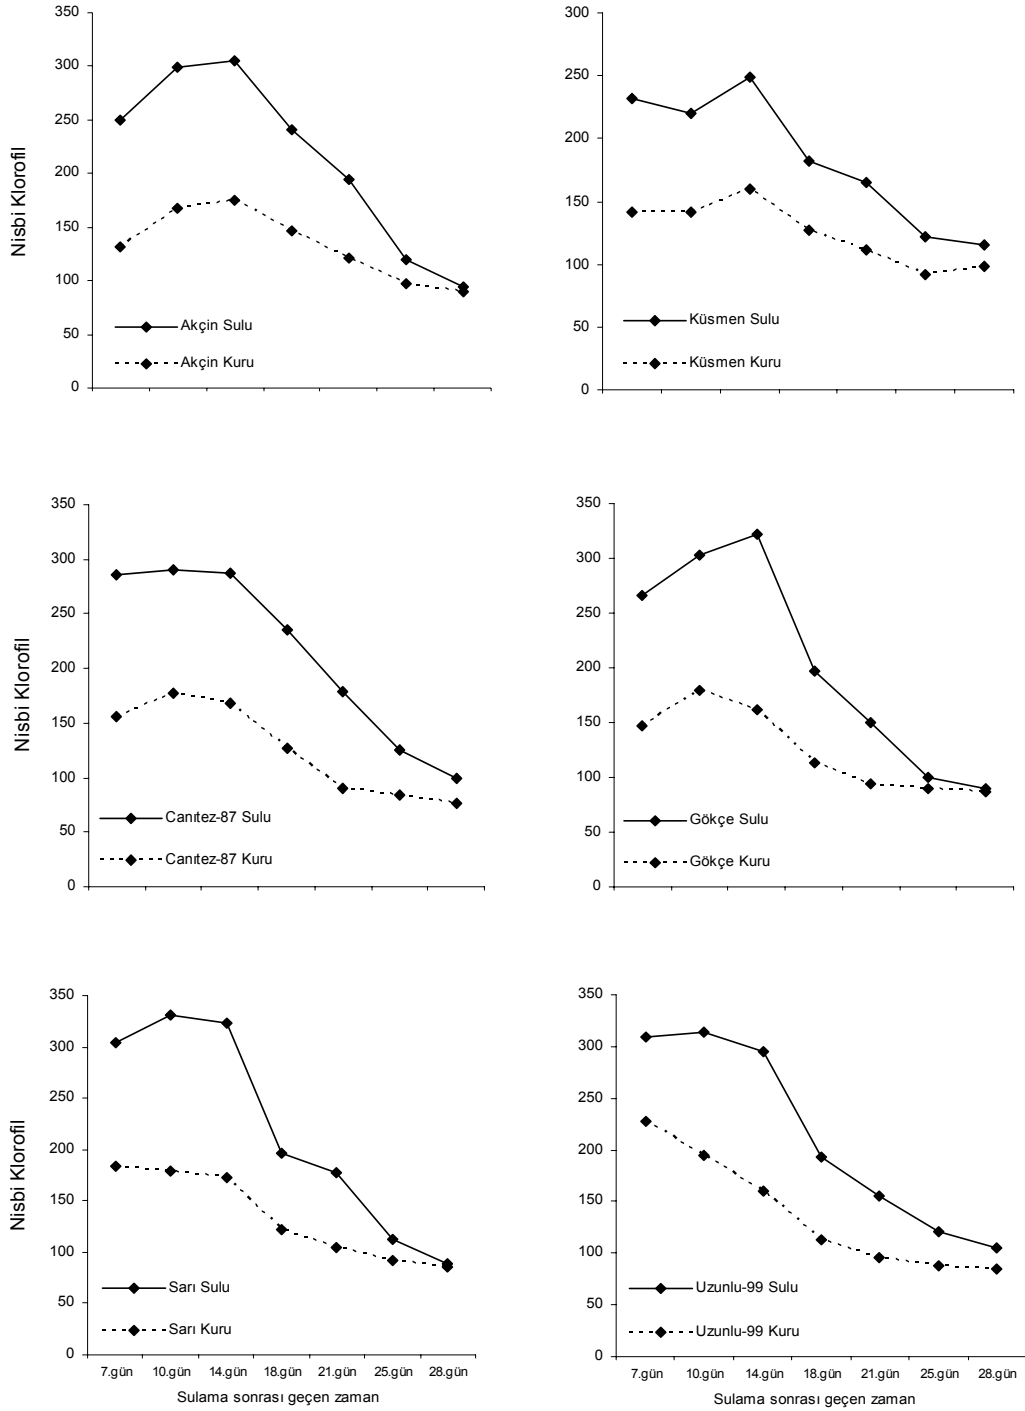 350
300
250
200
150
100
50
0
Nisbi Klorofil
Akçin Sulu
Akçin Kuru
300
250
200
150
100
50
0
Küsmen Sulu
Küsmen Kuru
350
300
250
200
150
100
50
0
Nisbi Klorofil
Canıtez-87 Sulu
Canıtez-87 Kuru
350
300
250
200
150
100
50
0
Gökçe Sulu
Gökçe Kuru
350
300
250
200
150
100
50
0
Nisbi Klorofil
Sarı Sulu
Sarı Kuru
7.gün 10.gün 14.gün 18.gün 21.gün 25.gün 28.gün
Sulama sonrası geçen zaman
350
300
250
200
150
100
50
0
Uzunlu-99 Sulu
Uzunlu-99 Kuru
7.gün 10.gün 14.gün 18.gün 21.gün 25.gün 28.gün
Sulama sonrası geçen zaman